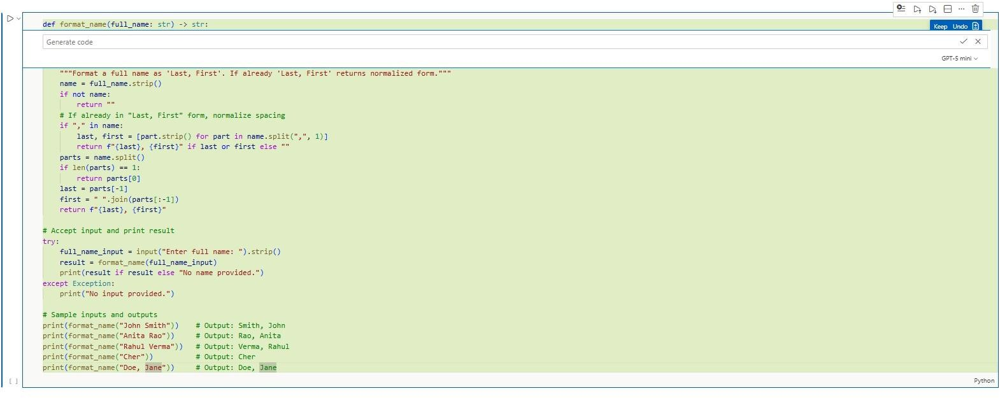 def format_name(full_name: str) -> str:
Keep Undo
Generate code
GPT-5 mini
    """Format a full name as 'Last, First'. If already 'Last, First' returns normalized form."""
    name = full_name.strip()
    if not name:
        return ""
    # If already in "Last, First" form, normalize spacing
    if "," in name:
        last, first = [part.strip() for part in name.split(",", 1)]
        return f"{last}, {first}" if last or first else ""
    parts = name.split()
    if len(parts) == 1:
        return parts[0]
    last = parts[-1]
    first = " ".join(parts[:-1])
    return f"{last}, {first}"
# Accept input and print result
try:
    full_name_input = input("Enter full name: ").strip()
    result = format_name(full_name_input)
    print(result if result else "No name provided.")
except Exception:
    print("No input provided.")
# Sample inputs and outputs
print(format_name("John Smith"))    # Output: Smith, John
print(format_name("Anita Rao"))     # Output: Rao, Anita
print(format_name("Rahul Verma"))   # Output: Verma, Rahul
print(format_name("Cher"))          # Output: Cher
print(format_name("Doe, Jane"))     # Output: Doe, Jane
[ ]
Python